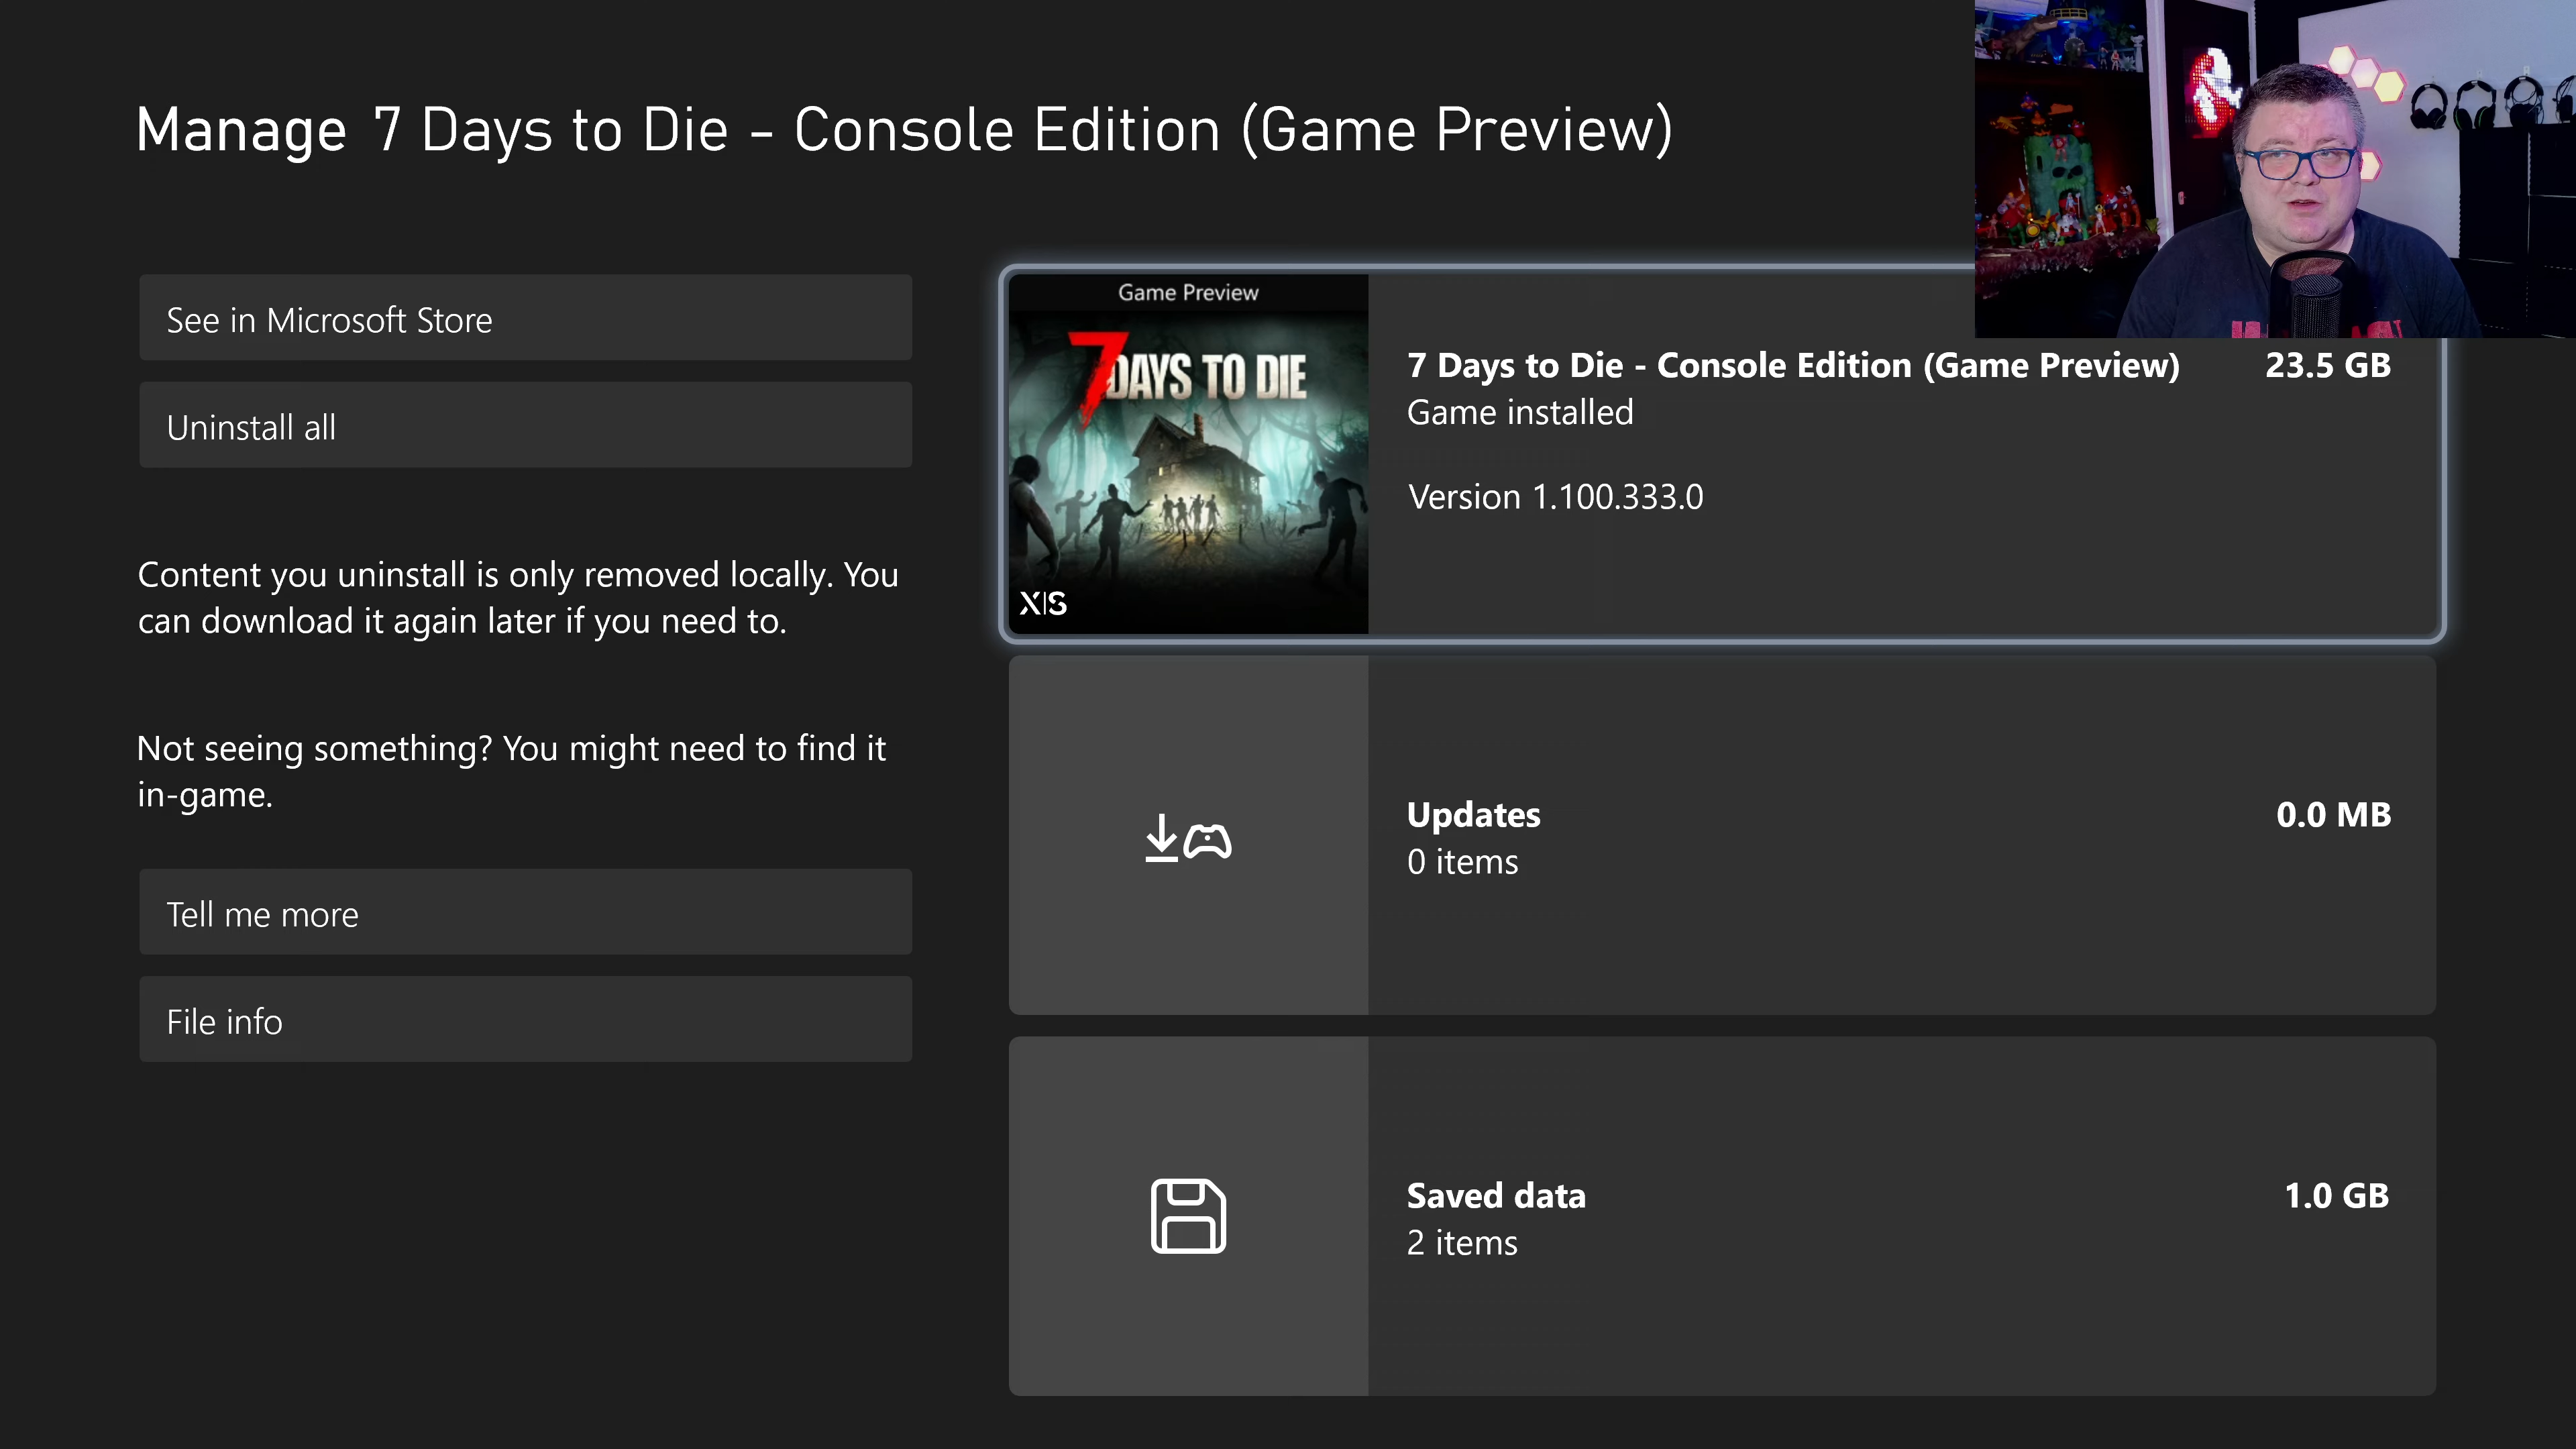 Manage 7 Days to Die - Console Edition (Game Preview)
See in Microsoft Store
Uninstall all
Content you uninstall is only removed locally. You
can download it again later if you need to.
Not seeing something? You might need to find it
in-game.
Tell me more
File info
Game Preview
7 DAYS TO DIE
X|S
7 Days to Die - Console Edition (Game Preview) 23.5 GB
Game installed
Version 1.100.333.0
Updates 0.0 MB
0 items
Saved data 1.0 GB
2 items